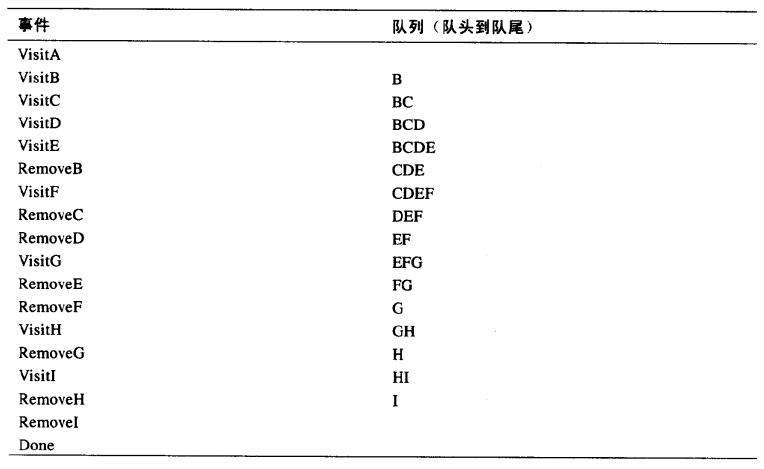 事件 队列（队头到队尾）
VisitA
VisitB B
VisitC BC
VisitD BCD
VisitE BCDE
RemoveB CDE
VisitF CDEF
RemoveC DEF
RemoveD EF
VisitG EFG
RemoveE FG
RemoveF G
VisitH GH
RemoveG H
VisitI HI
RemoveH I
RemoveI
Done